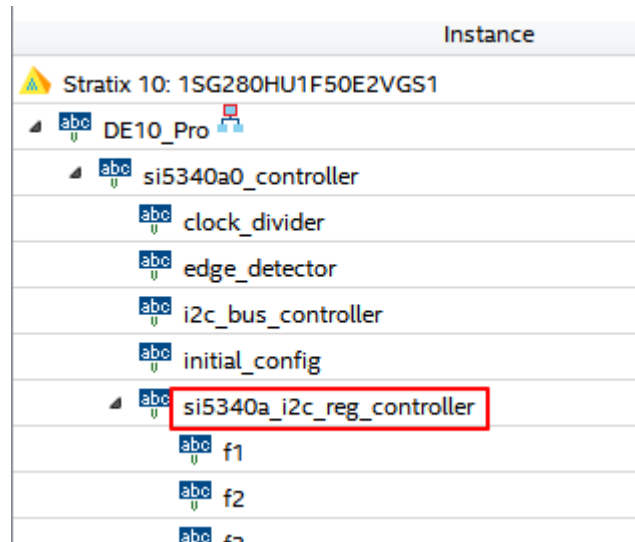 Instance
Stratix 10: 1SG280HU1F50E2VGS1
abc DE10_Pro
abc si5340a0_controller
abc clock_divider
abc edge_detector
abc i2c_bus_controller
abc initial_config
abc si5340a_i2c_reg_controller
abc f1
abc f2
abc